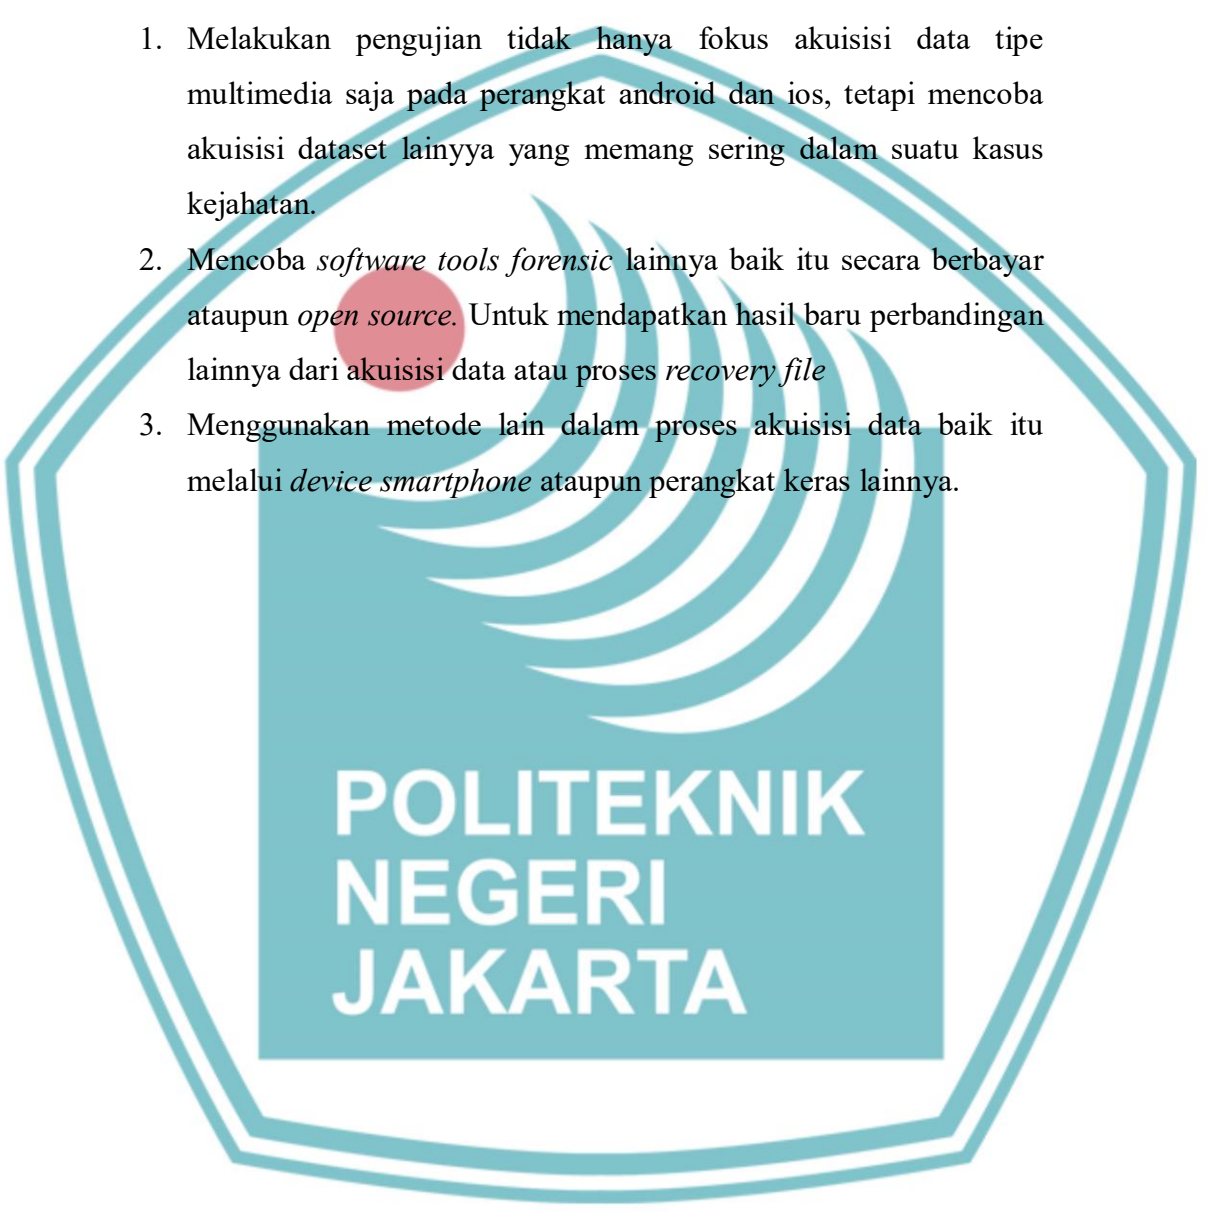 1. Melakukan pengujian tidak hanya fokus akuisisi data tipe
multimedia saja pada perangkat android dan ios, tetapi mencoba
akuisisi dataset lainyya yang memang sering dalam suatu kasus
kejahatan.
2. Mencoba software tools forensic lainnya baik itu secara berbayar
ataupun open source. Untuk mendapatkan hasil baru perbandingan
lainnya dari akuisisi data atau proses recovery file
3. Menggunakan metode lain dalam proses akuisisi data baik itu
melalui device smartphone ataupun perangkat keras lainnya.
POLITEKNIK
NEGERI
JAKARTA